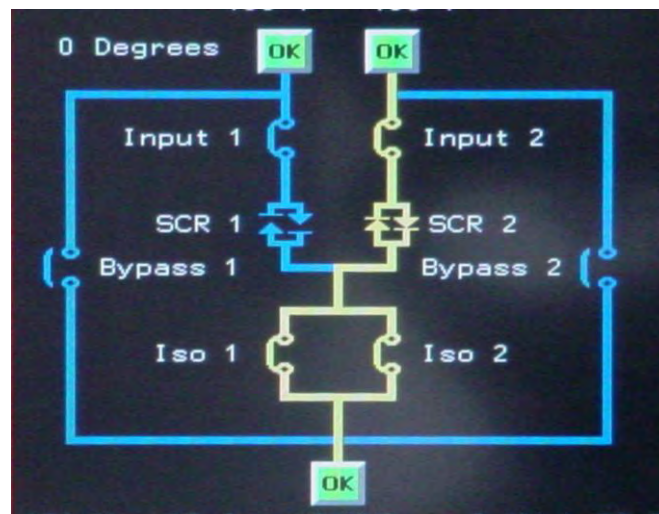 0 Degrees OK OK
Input 1 Input 2
SCR 1 SCR 2
Bypass 1 Bypass 2
Iso 1 Iso 2
OK